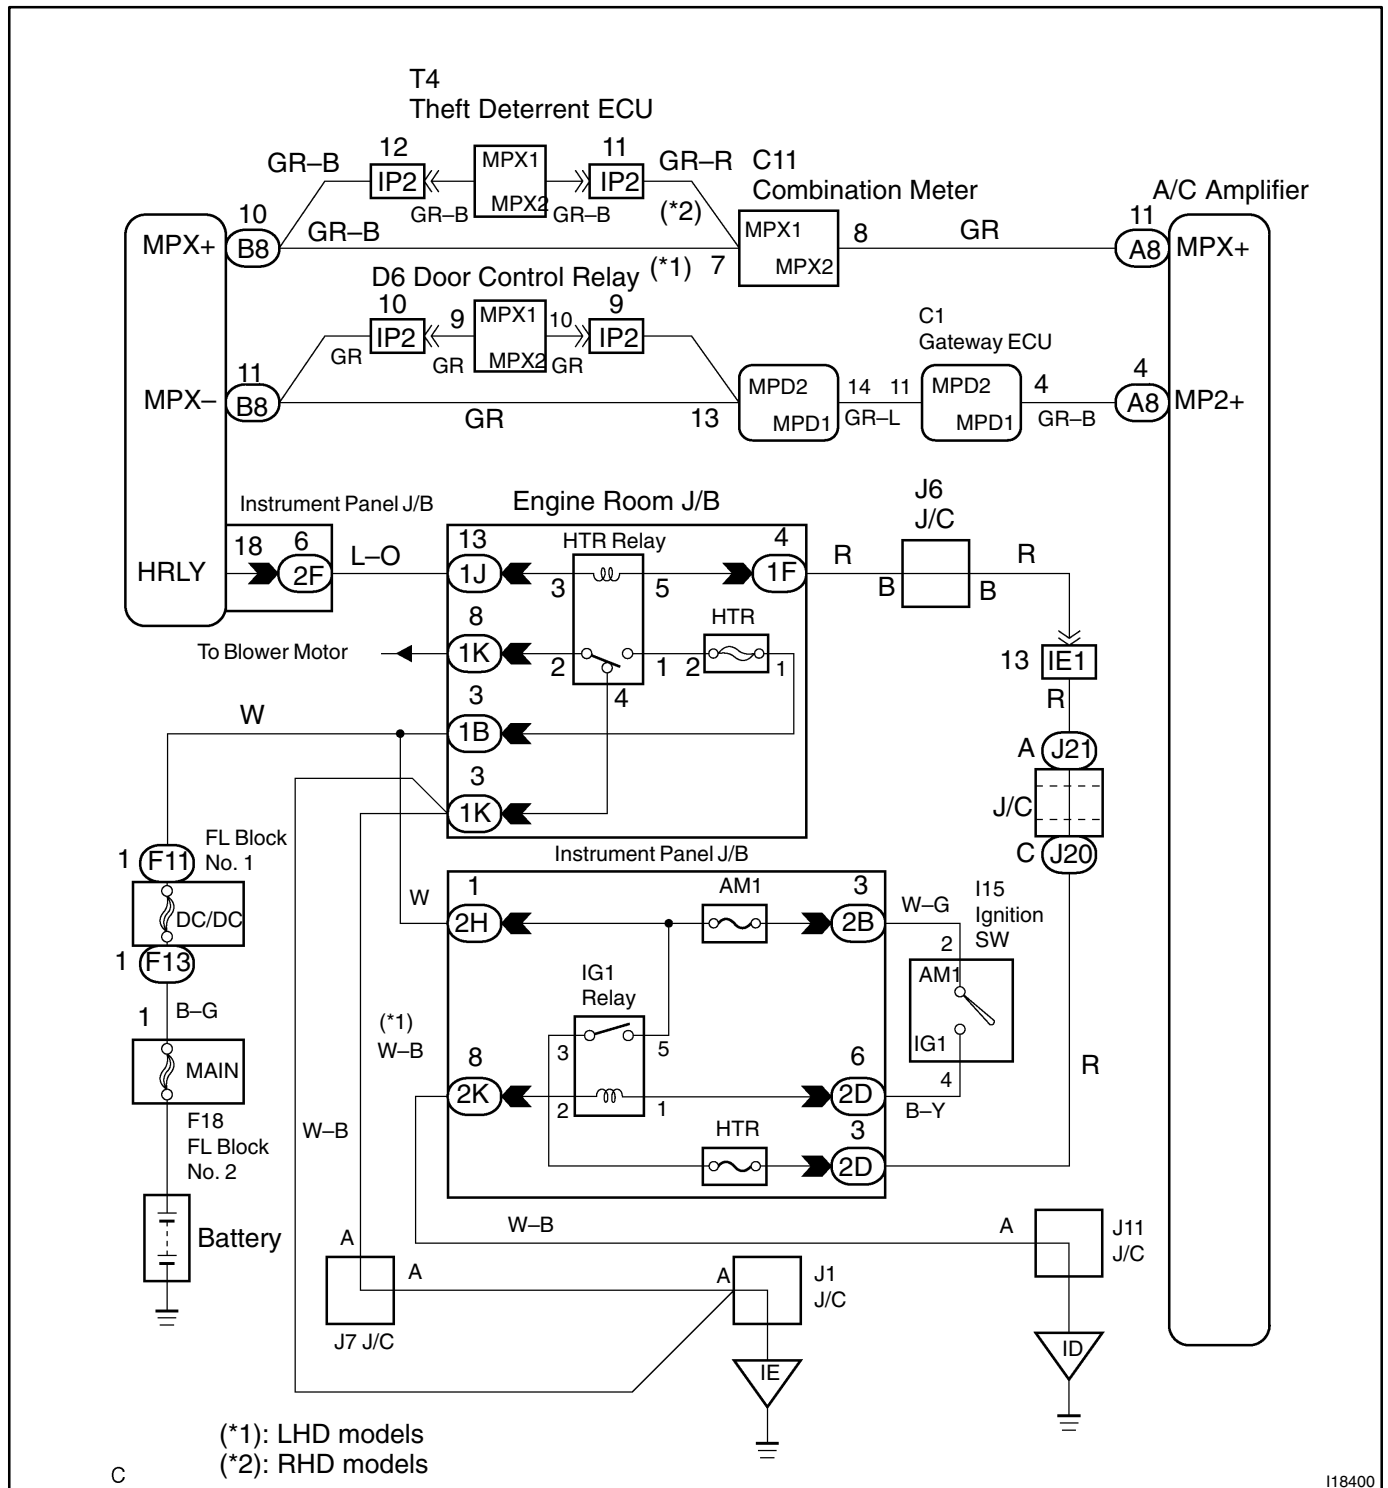 T4
Theft Deterrent ECU
12
11
GR–B
IP2
MPX1
MPX2
IP2
GR–R
GR–B
GR–B
(*2)
C11
Combination Meter
A/C Amplifier
10
MPX+
B8
GR–B
(*1)
7
MPX1
MPX2
8
GR
11
A8
MPX+
D6 Door Control Relay
10
9
IP2
9
MPX1
MPX2
10
IP2
GR
GR
GR
C1
Gateway ECU
11
MPX–
B8
GR
13
MPD2
MPD1
14
11
GR–L
MPD2
MPD1
4
GR–B
4
A8
MP2+
Instrument Panel J/B
Engine Room J/B
J6
J/C
HRLY
18
6
2F
L–O
13
1J
HTR Relay
3
5
4
1F
R
B
B
R
To Blower Motor
8
1K
2
1
4
HTR
2
1
13
IE1
R
W
3
1B
3
1K
A
J21
J/C
C
J20
1
F11
FL Block
No. 1
DC/DC
1
F13
1
B–G
MAIN
F18
FL Block
No. 2
Battery
Instrument Panel J/B
W
1
2H
AM1
3
2B
W–G
I15
Ignition
SW
2
AM1
IG1
4
B–Y
IG1
Relay
3
5
2
1
(*1)
W–B
8
2K
6
2D
HTR
3
2D
R
W–B
W–B
A
J11
J/C
A
A
J7 J/C
A
J1
J/C
IE
ID
(*1): LHD models
(*2): RHD models
C
I18400